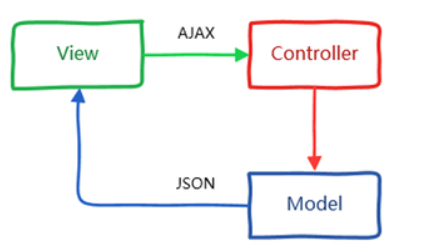 AJAX
View
Controller
JSON
Model